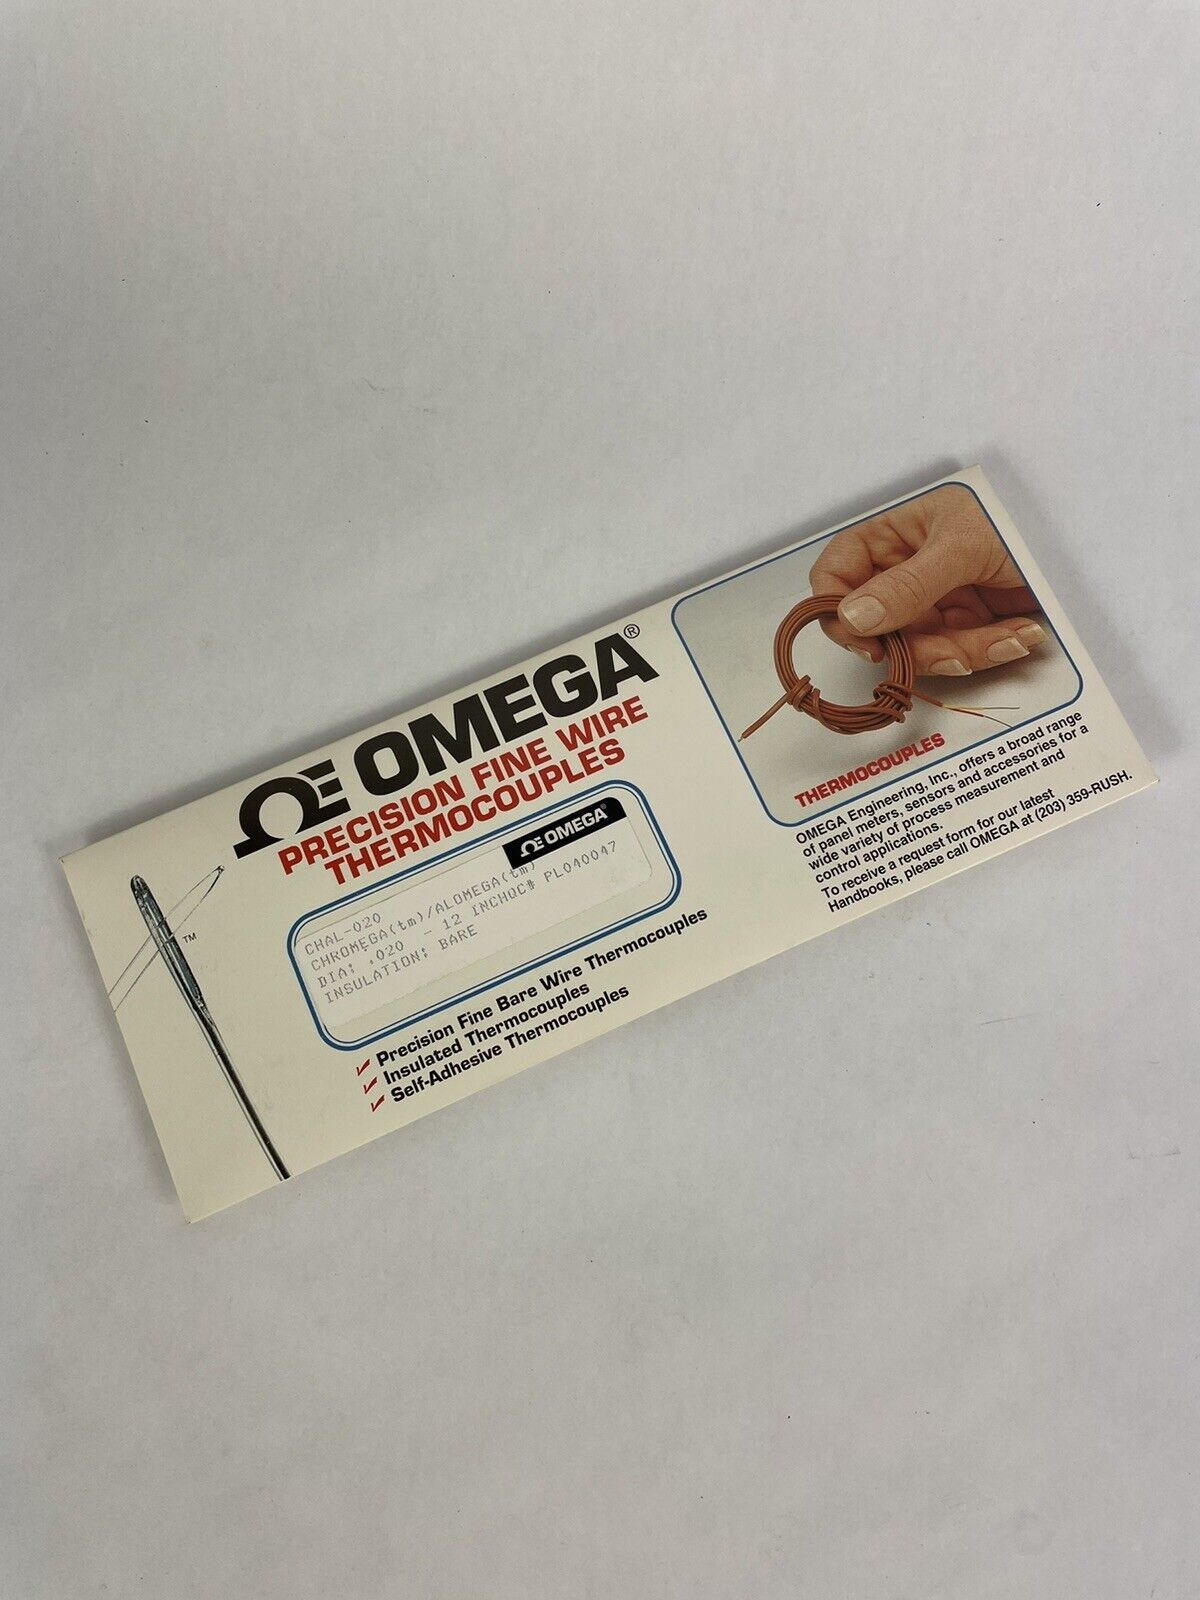 ΩE OMEGA®
PRECISION FINE WIRE
THERMOCOUPLES
ΩE OMEGA®
CHAL-020
CHROMEGA(tm)/ALOMEGA(tm)
DIA: .020 - 12 INCHQC# PL040047
INSULATION: BARE
™
✓ Precision Fine Bare Wire Thermocouples
✓ Insulated Thermocouples
✓ Self-Adhesive Thermocouples
THERMOCOUPLES
OMEGA Engineering, Inc., offers a broad range
of panel meters, sensors and accessories for a
wide variety of process measurement and
control applications.
To receive a request form for our latest
Handbooks, please call OMEGA at (203) 359-RUSH.